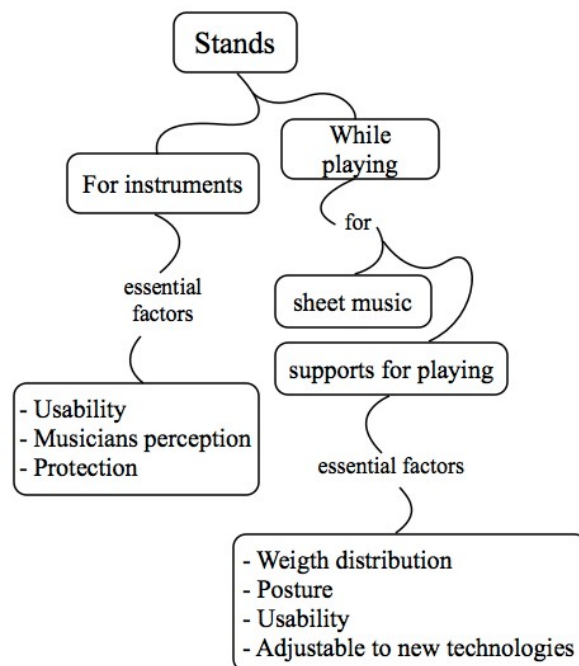 Stands
While
playing
For instruments
for
essential
factors
sheet music
supports for playing
- Usability
- Musicians perception
- Protection
essential factors
- Weigth distribution
- Posture
- Usability
- Adjustable to new technologies